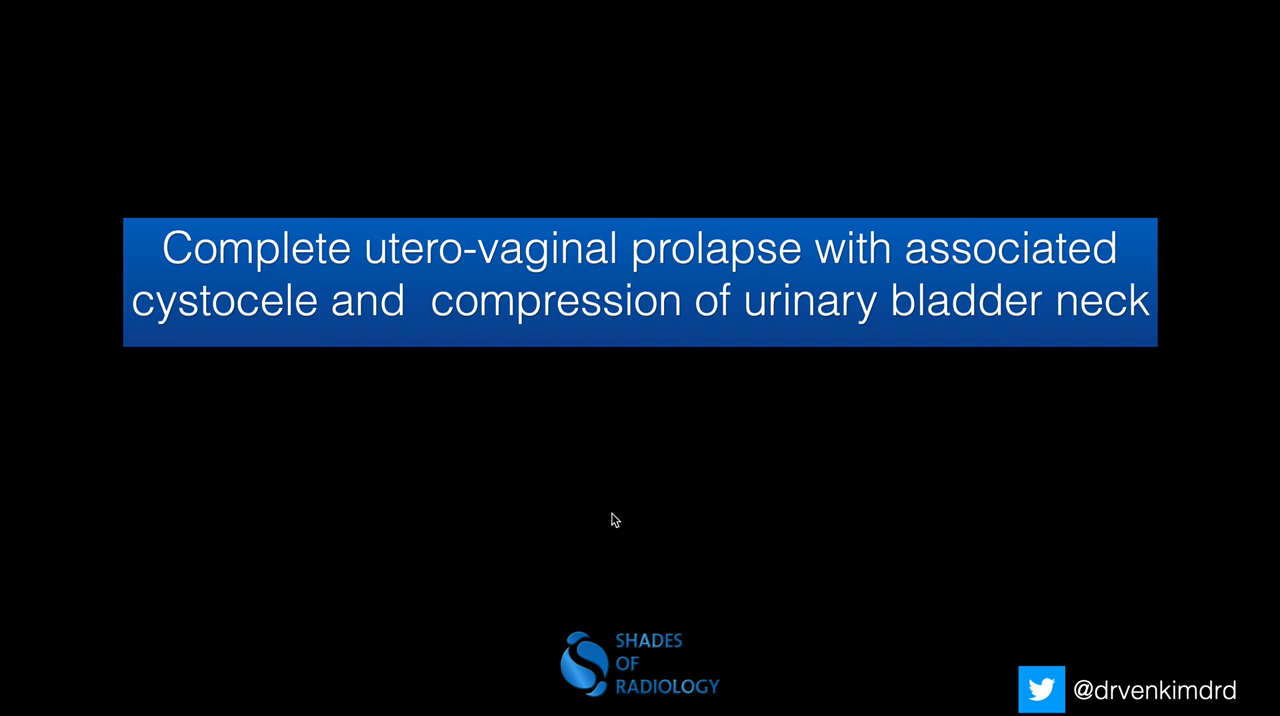 Complete utero-vaginal prolapse with associated
cystocele and  compression of urinary bladder neck
SHADES
OF
RADIOLOGY
@drvenkimdrd